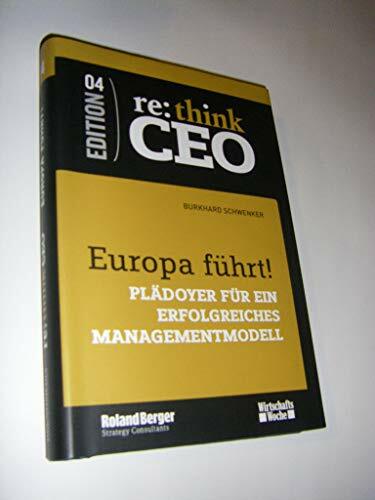 EDITION 04
re:think
CEO
BURKHARD SCHWENKER
Europa führt!
PLÄDOYER FÜR EIN
ERFOLGREICHES
MANAGEMENTMODELL
Roland Berger
Strategy Consultants
Wirtschafts
Woche